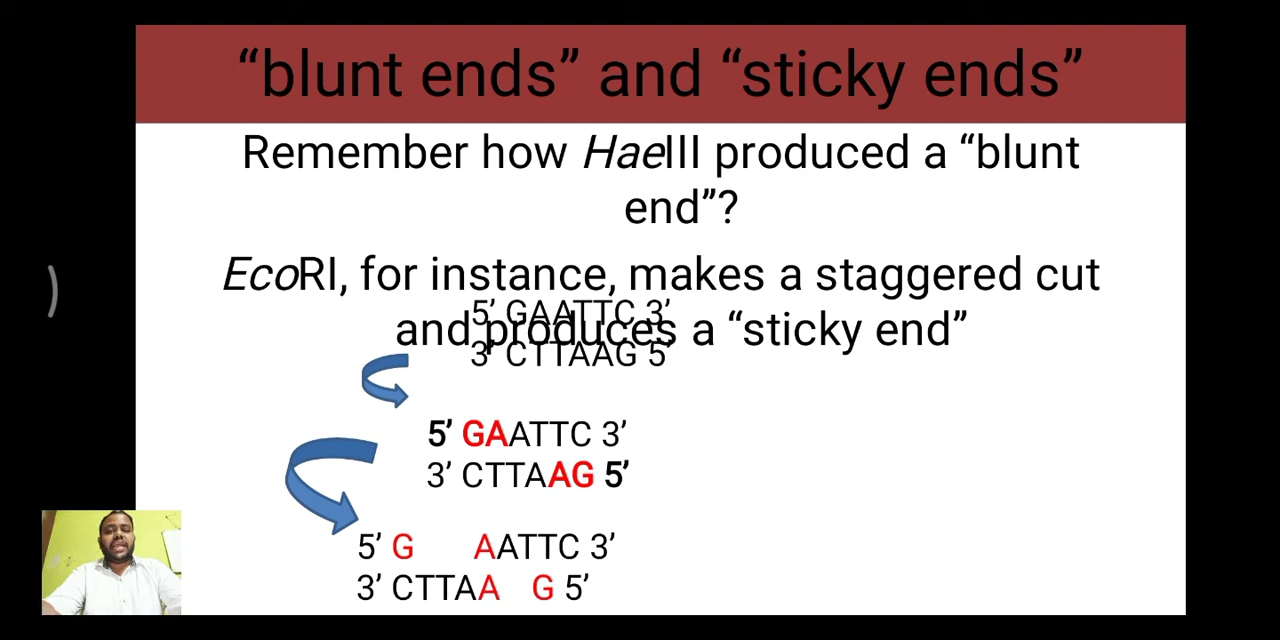 “blunt ends” and “sticky ends”
Remember how HaeIII produced a “blunt
end”?
EcoRI, for instance, makes a staggered cut
and produces a “sticky end”
5’ GAATTC 3’
3’ CTTAAG 5’
5’ GAATTC 3’
3’ CTTAAG 5’
5’ G AATTC 3’
3’ CTTAA G 5’